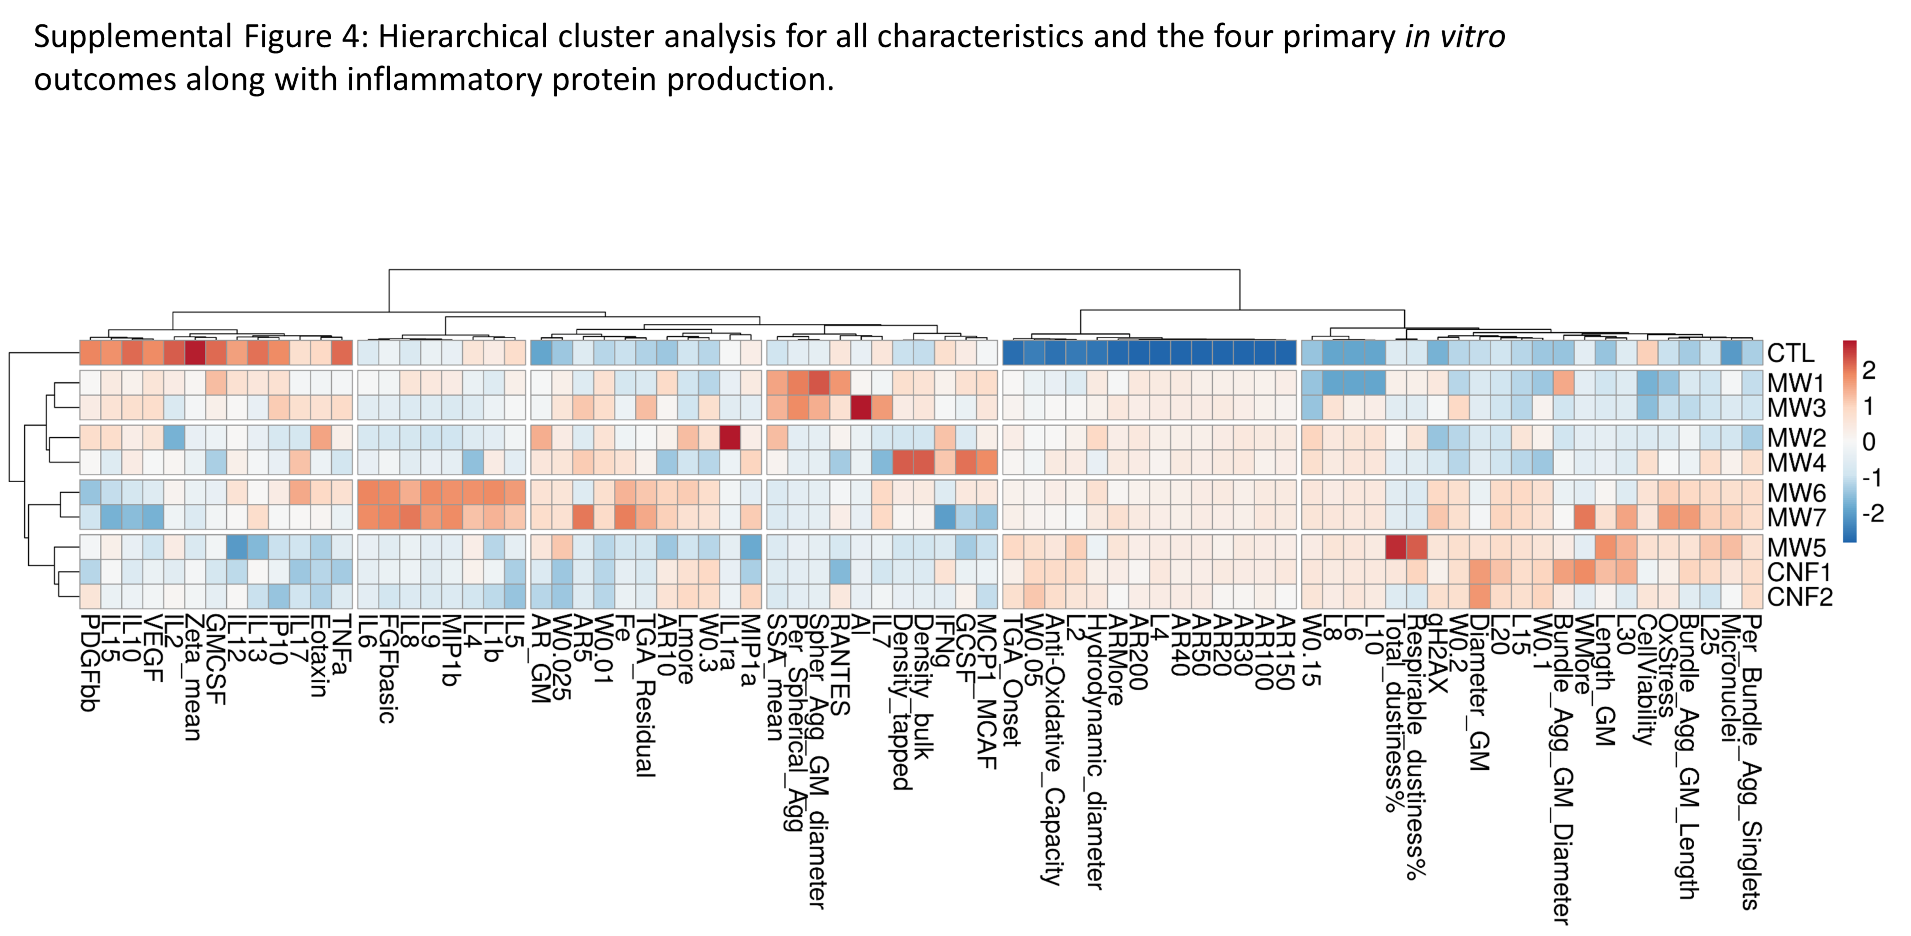 Supplemental Figure 4: Hierarchical cluster analysis for all characteristics and the four primary in vitro
outcomes along with inflammatory protein production.
CTL
MW1
MW3
MW2
MW4
MW6
MW7
MW5
CNF1
CNF2
2
1
0
-1
-2
PDGFbb
IL15
IL10
VEGF
IL2
Zeta_mean
GMCSF
IL12
IL13
IP10
IL17
Eotaxin
TNFa
IL6
FGFbasic
IL8
IL9
MIP1b
IL4
IL1b
IL5
AR_GM
W0.025
AR5
W0.01
Fe
TGA_Residual
AR10
Lmore
W0.3
IL1ra
MIP1a
SSA_mean
Per_Spherical_Agg
Spher_Agg_GM_diameter
RANTES
Al
IL7
Density_tapped
Density_bulk
IFNg
GCSF
MCP1_MCAF
TGA_Onset
W0.05
Anti-Oxidative_Capacity
L2
Hydrodynamic_diameter
ARMore
AR200
L4
AR40
AR50
AR20
AR30
AR100
AR150
W0.15
L8
L6
L10
Total_dustiness%
Respirable_dustiness%
gH2AX
W0.2
Diameter_GM
L20
L15
W0.1
Bundle_Agg_GM_Diameter
WMore
Length_GM
L30
CellViability
OxStress
Bundle_Agg_GM_Length
L25
Micronuclei
Per_Bundle_Agg_Singlets